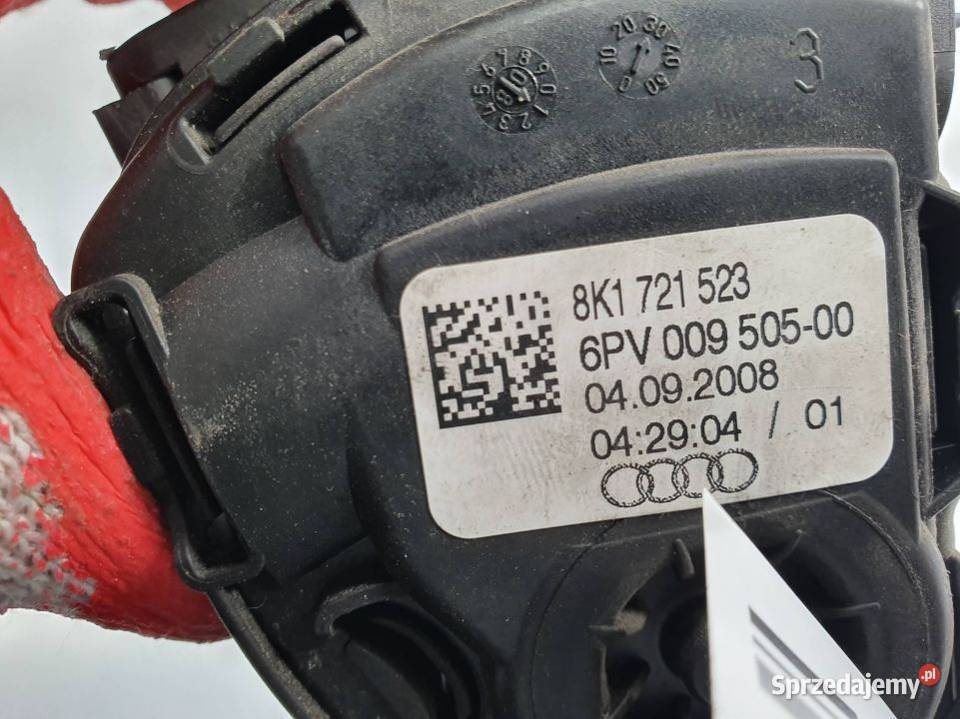 3
8K1 721 523
6PV 009 505-00
04.09.2008
04:29:04 / 01
Sprzedajemy.pl